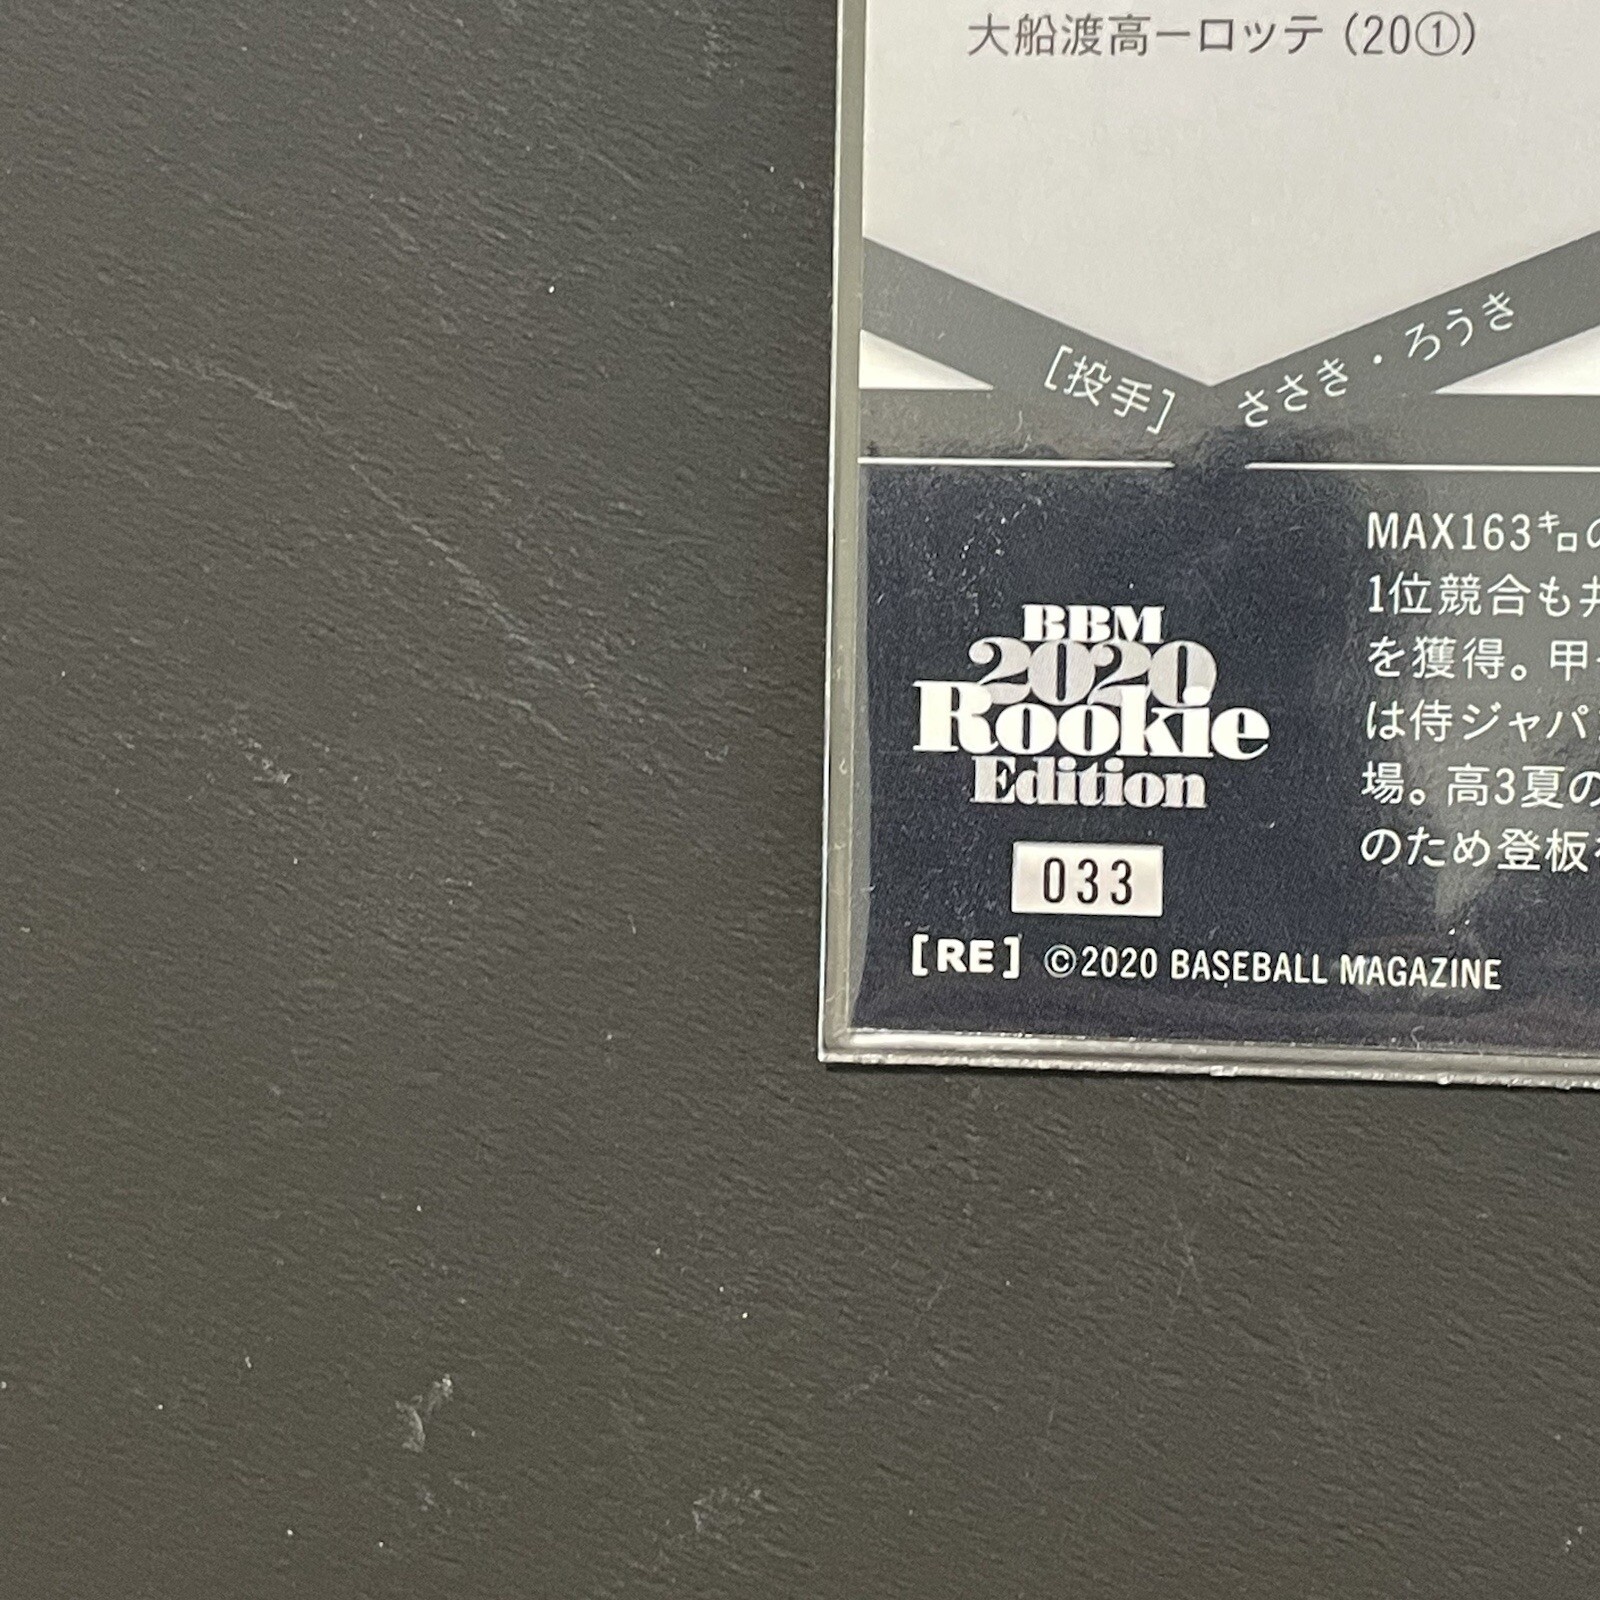 大船渡高ーロッテ(20①)
[投手] ささき・ろうき
MAX163㌔の
1位競合も
を獲得。甲
は侍ジャパ
場。高3夏の
のため登板
BBM
2020
Rookie
Edition
033
[RE] ©2020 BASEBALL MAGAZINE